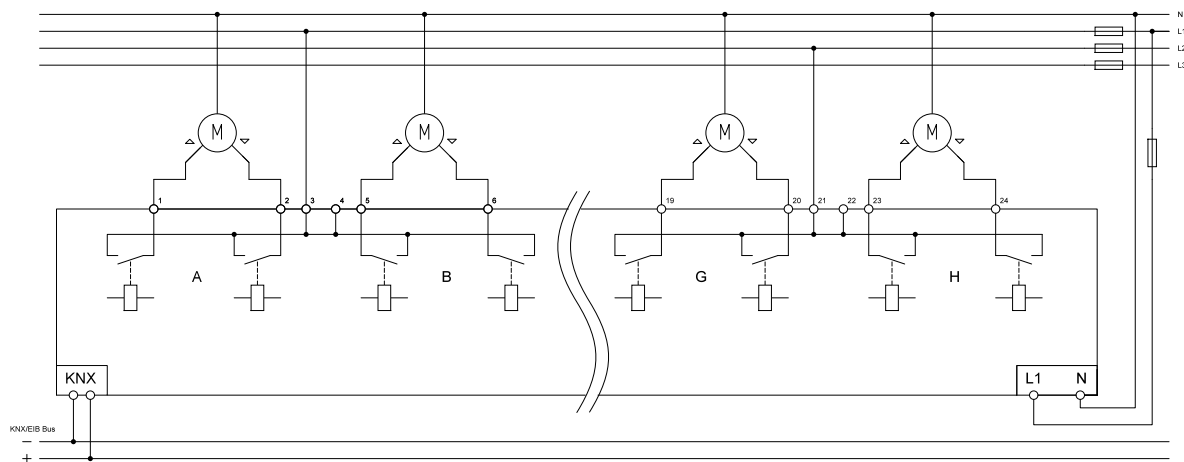 N
L1
L2
L3
M M M M
1 2 3 4 5 6 19 20 21 22 23 24
A B G H
KNX L1 N
KNX/EIB Bus
−
+